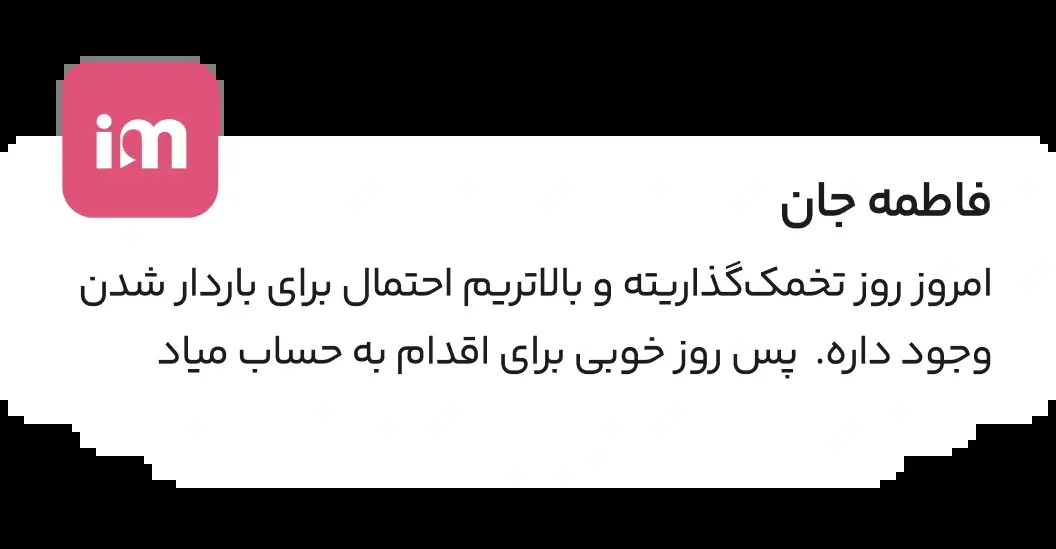 im
فاطمه جان
امروز روز تخمک‌گذاریته و بالاتریم احتمال برای باردار شدن
وجود داره. پس روز خوبی برای اقدام به حساب میاد